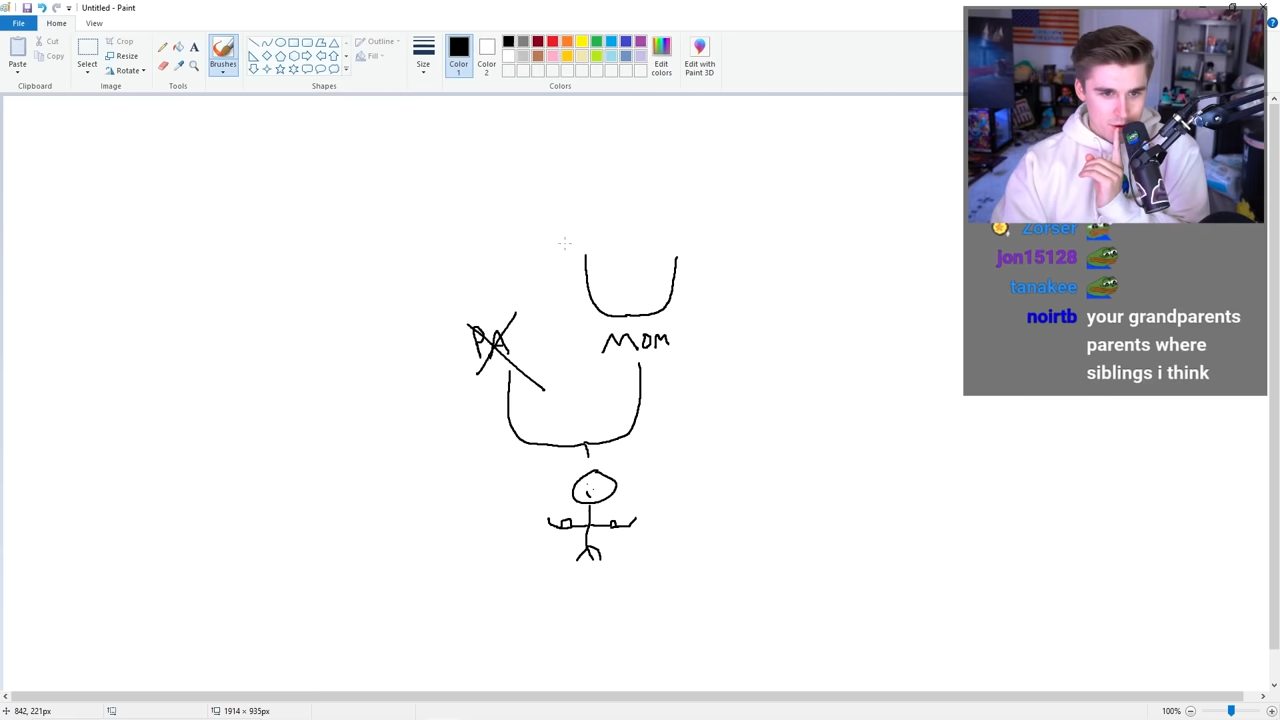 Untitled - Paint
File
Home
View
Paste
Cut
Copy
Clipboard
Select
Crop
Resize
Rotate
Image
Tools
Brushes
Outline
Fill
Shapes
Size
Color 1
Color 2
Edit colors
Edit with Paint 3D
Colors
PA
MOM
Zorser
jon15128
tanakee
noirtb your grandparents
parents where
siblings i think
842, 221px
1914 × 935px
100%